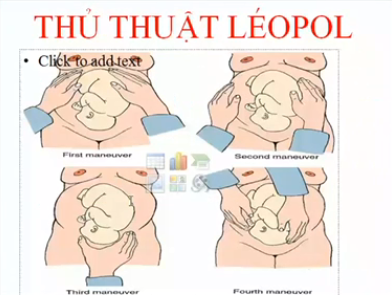 THỦ THUẬT LÉOPOL
• Click to add text
First maneuver
Second maneuver
Third maneuver
Fourth maneuver